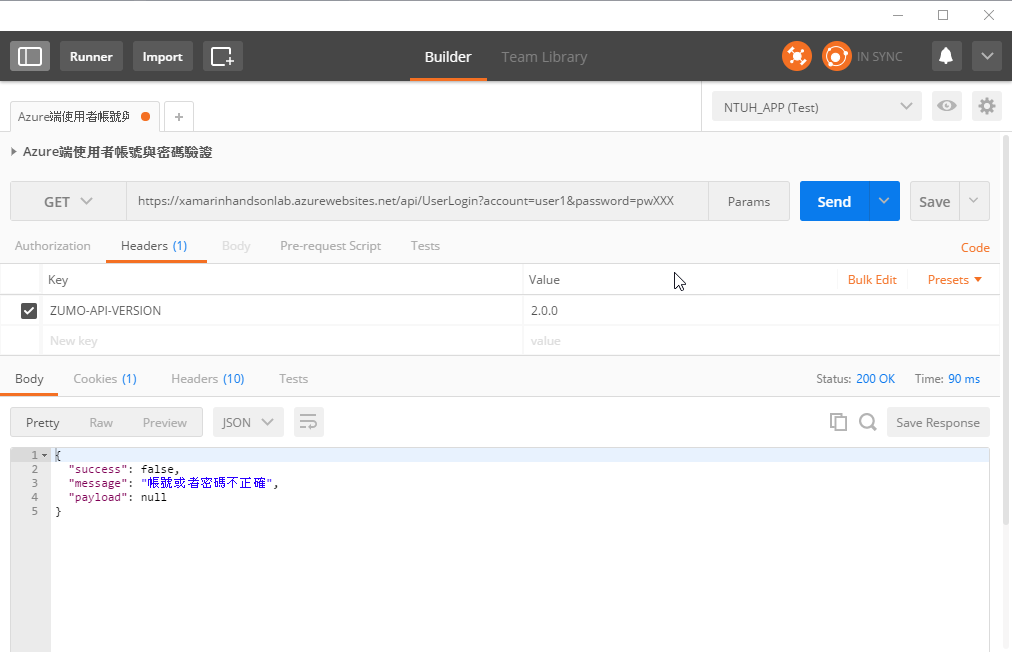 Runner Import Builder Team Library IN SYNC
Azure端使用者帳號與 + NTUH_APP (Test)
Azure端使用者帳號與密碼驗證
GET https://xamarinhandsonlab.azurewebsites.net/api/UserLogin?account=user1&password=pwXXX Params Send Save
Authorization Headers (1) Body Pre-request Script Tests Code
Key Value Bulk Edit Presets
ZUMO-API-VERSION 2.0.0
New key value
Body Cookies (1) Headers (10) Tests Status: 200 OK Time: 90 ms
Pretty Raw Preview JSON Save Response
1 {
2 "success": false,
3 "message": "帳號或者密碼不正確",
4 "payload": null
5 }